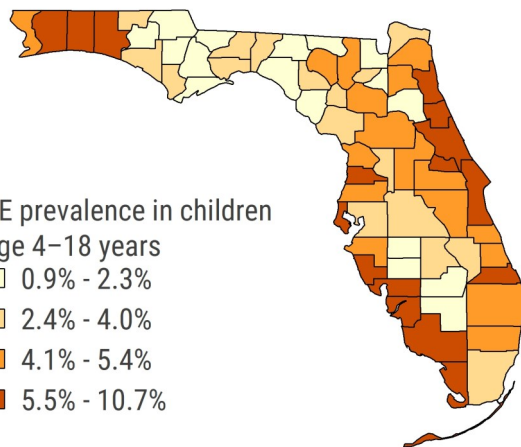 E prevalence in children
ge 4–18 years
0.9% - 2.3%
2.4% - 4.0%
4.1% - 5.4%
5.5% - 10.7%